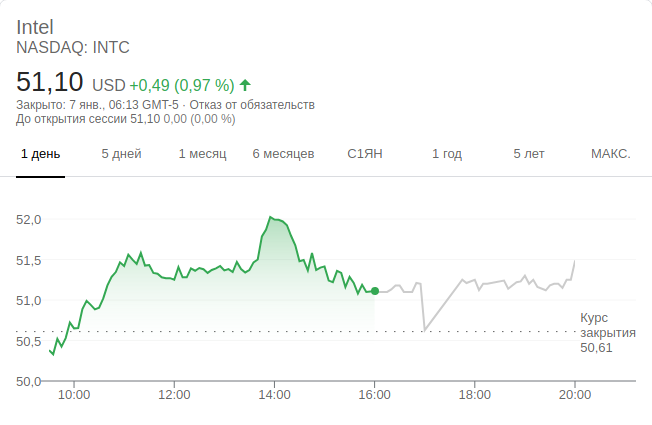 Intel
NASDAQ: INTC
51,10 USD +0,49 (0,97 %)
Закрыто: 7 янв., 06:13 GMT-5 · Отказ от обязательств
До открытия сессии 51,10 0,00 (0,00 %)
1 день 5 дней 1 месяц 6 месяцев С1ЯН 1 год 5 лет МАКС.
52,0
51,5
51,0
50,5
50,0
Курс
закрытия
50,61
10:00 12:00 14:00 16:00 18:00 20:00